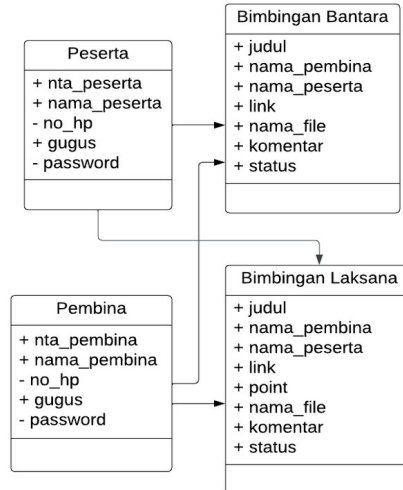 Peserta
+ nta_peserta
+ nama_peserta
- no_hp
+ gugus
- password
Bimbingan Bantara
+ judul
+ nama_pembina
+ nama_peserta
+ link
+ nama_file
+ komentar
+ status
Pembina
+ nta_pembina
+ nama_pembina
- no_hp
+ gugus
- password
Bimbingan Laksana
+ judul
+ nama_pembina
+ nama_peserta
+ link
+ point
+ nama_file
+ komentar
+ status